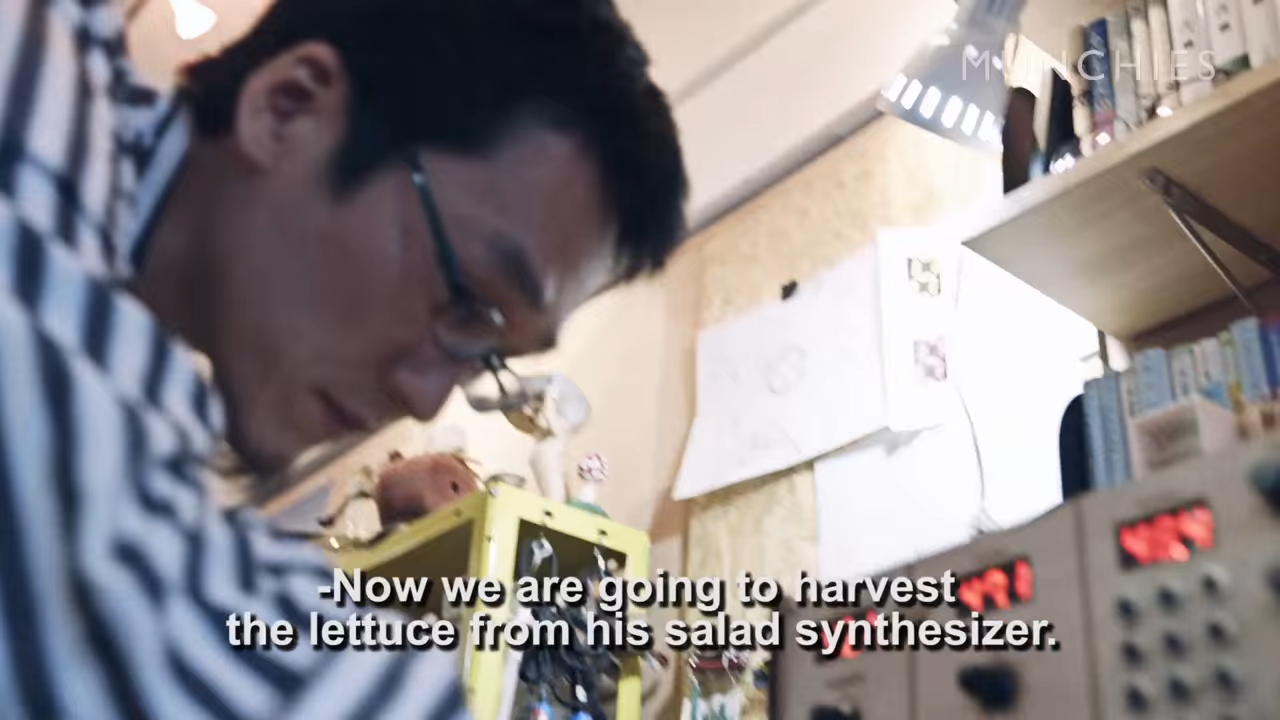 MUNCHIES
-Now we are going to harvest
the lettuce from his salad synthesizer.